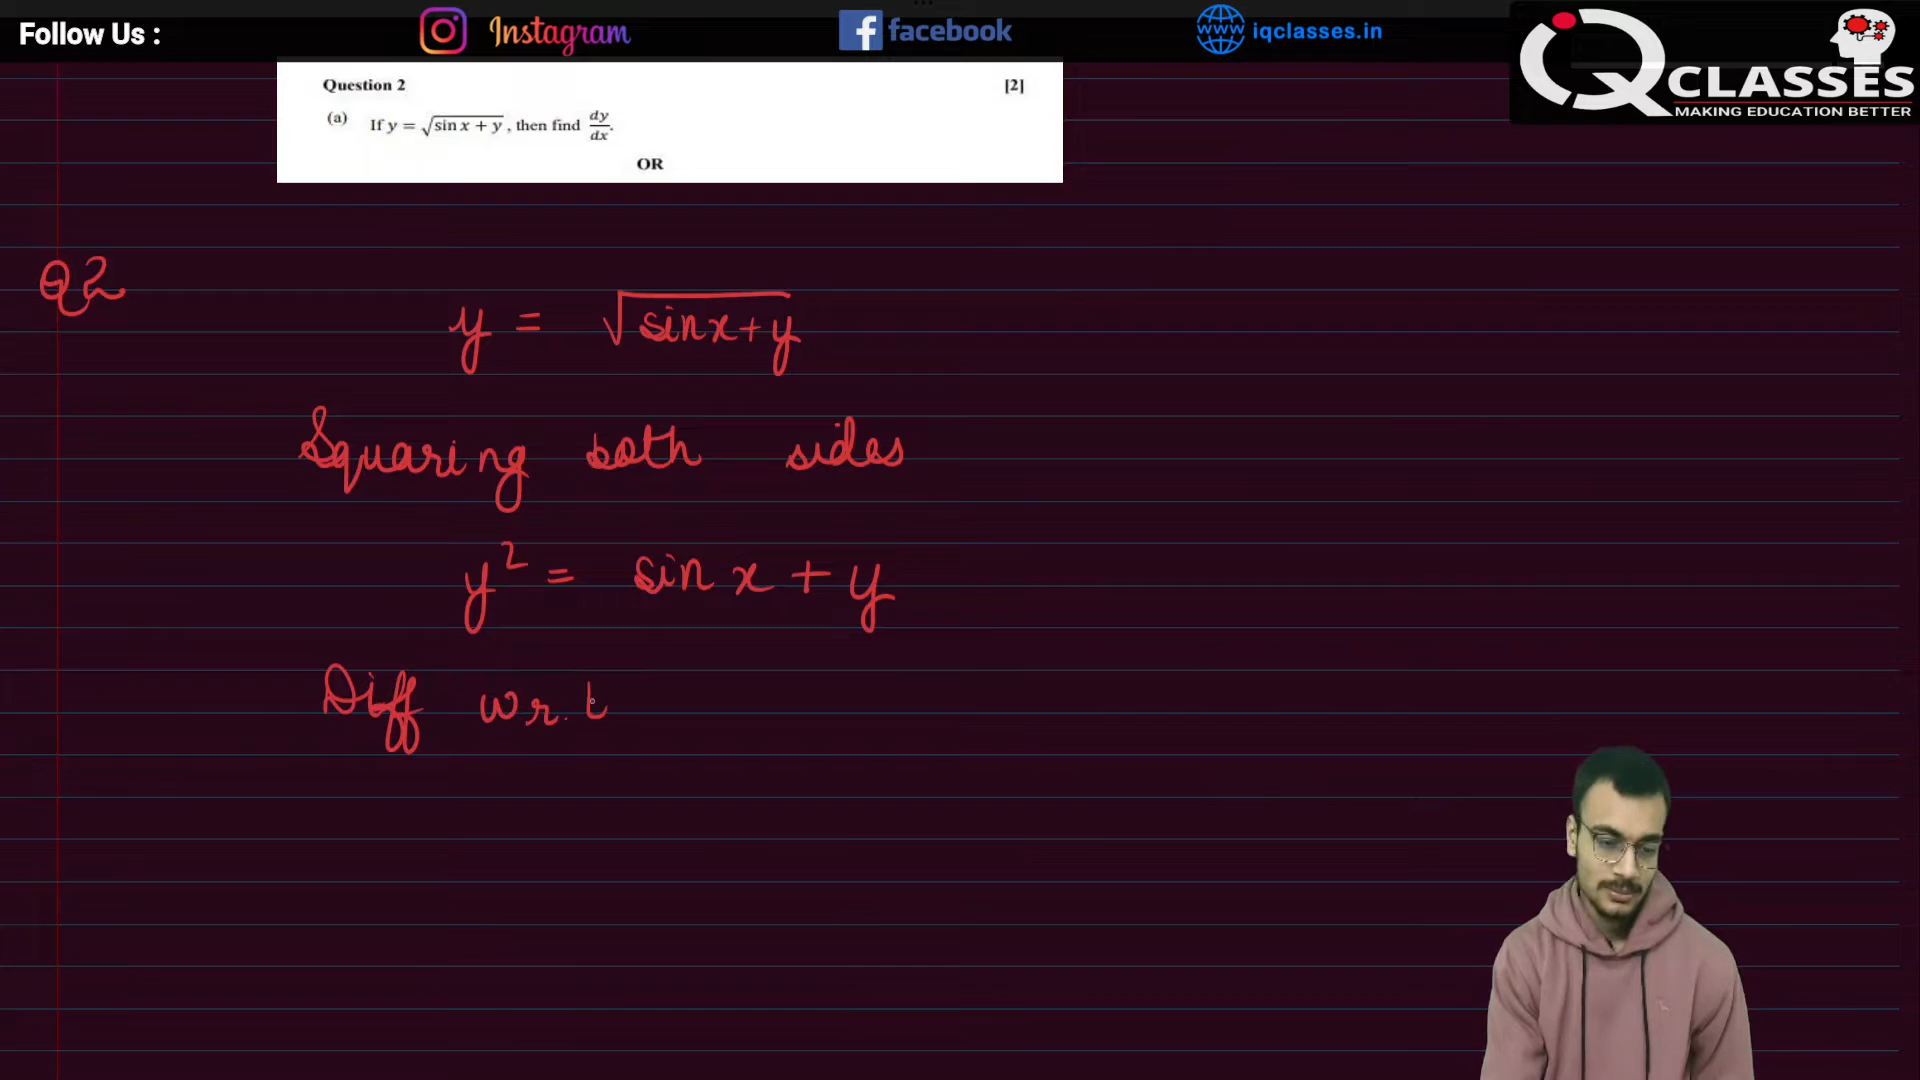 Follow Us : Instagram facebook www iqclasses.in
iQ CLASSES
MAKING EDUCATION BETTER
Question 2 [2]
(a) If y = √(sin x + y), then find dy/dx.
OR
Q2
y = √(sin x + y)
Squaring both sides
y² = sin x + y
Diff w.r.t